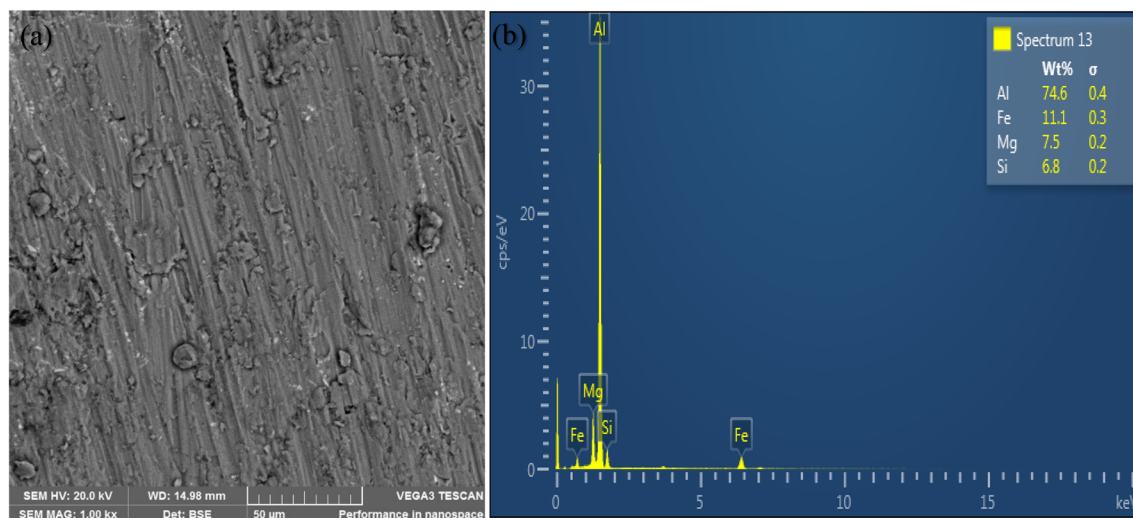 (a)
SEM HV: 20.0 kV WD: 14.98 mm VEGA3 TESCAN
SEM MAG: 1.00 kx Det: BSE 50 µm Performance in nanospace
(b)
Al
Mg
Fe
Si
Fe
cps/eV
30
20
10
0
0 5 10 15 keV
Spectrum 13
Wt% σ
Al 74.6 0.4
Fe 11.1 0.3
Mg 7.5 0.2
Si 6.8 0.2